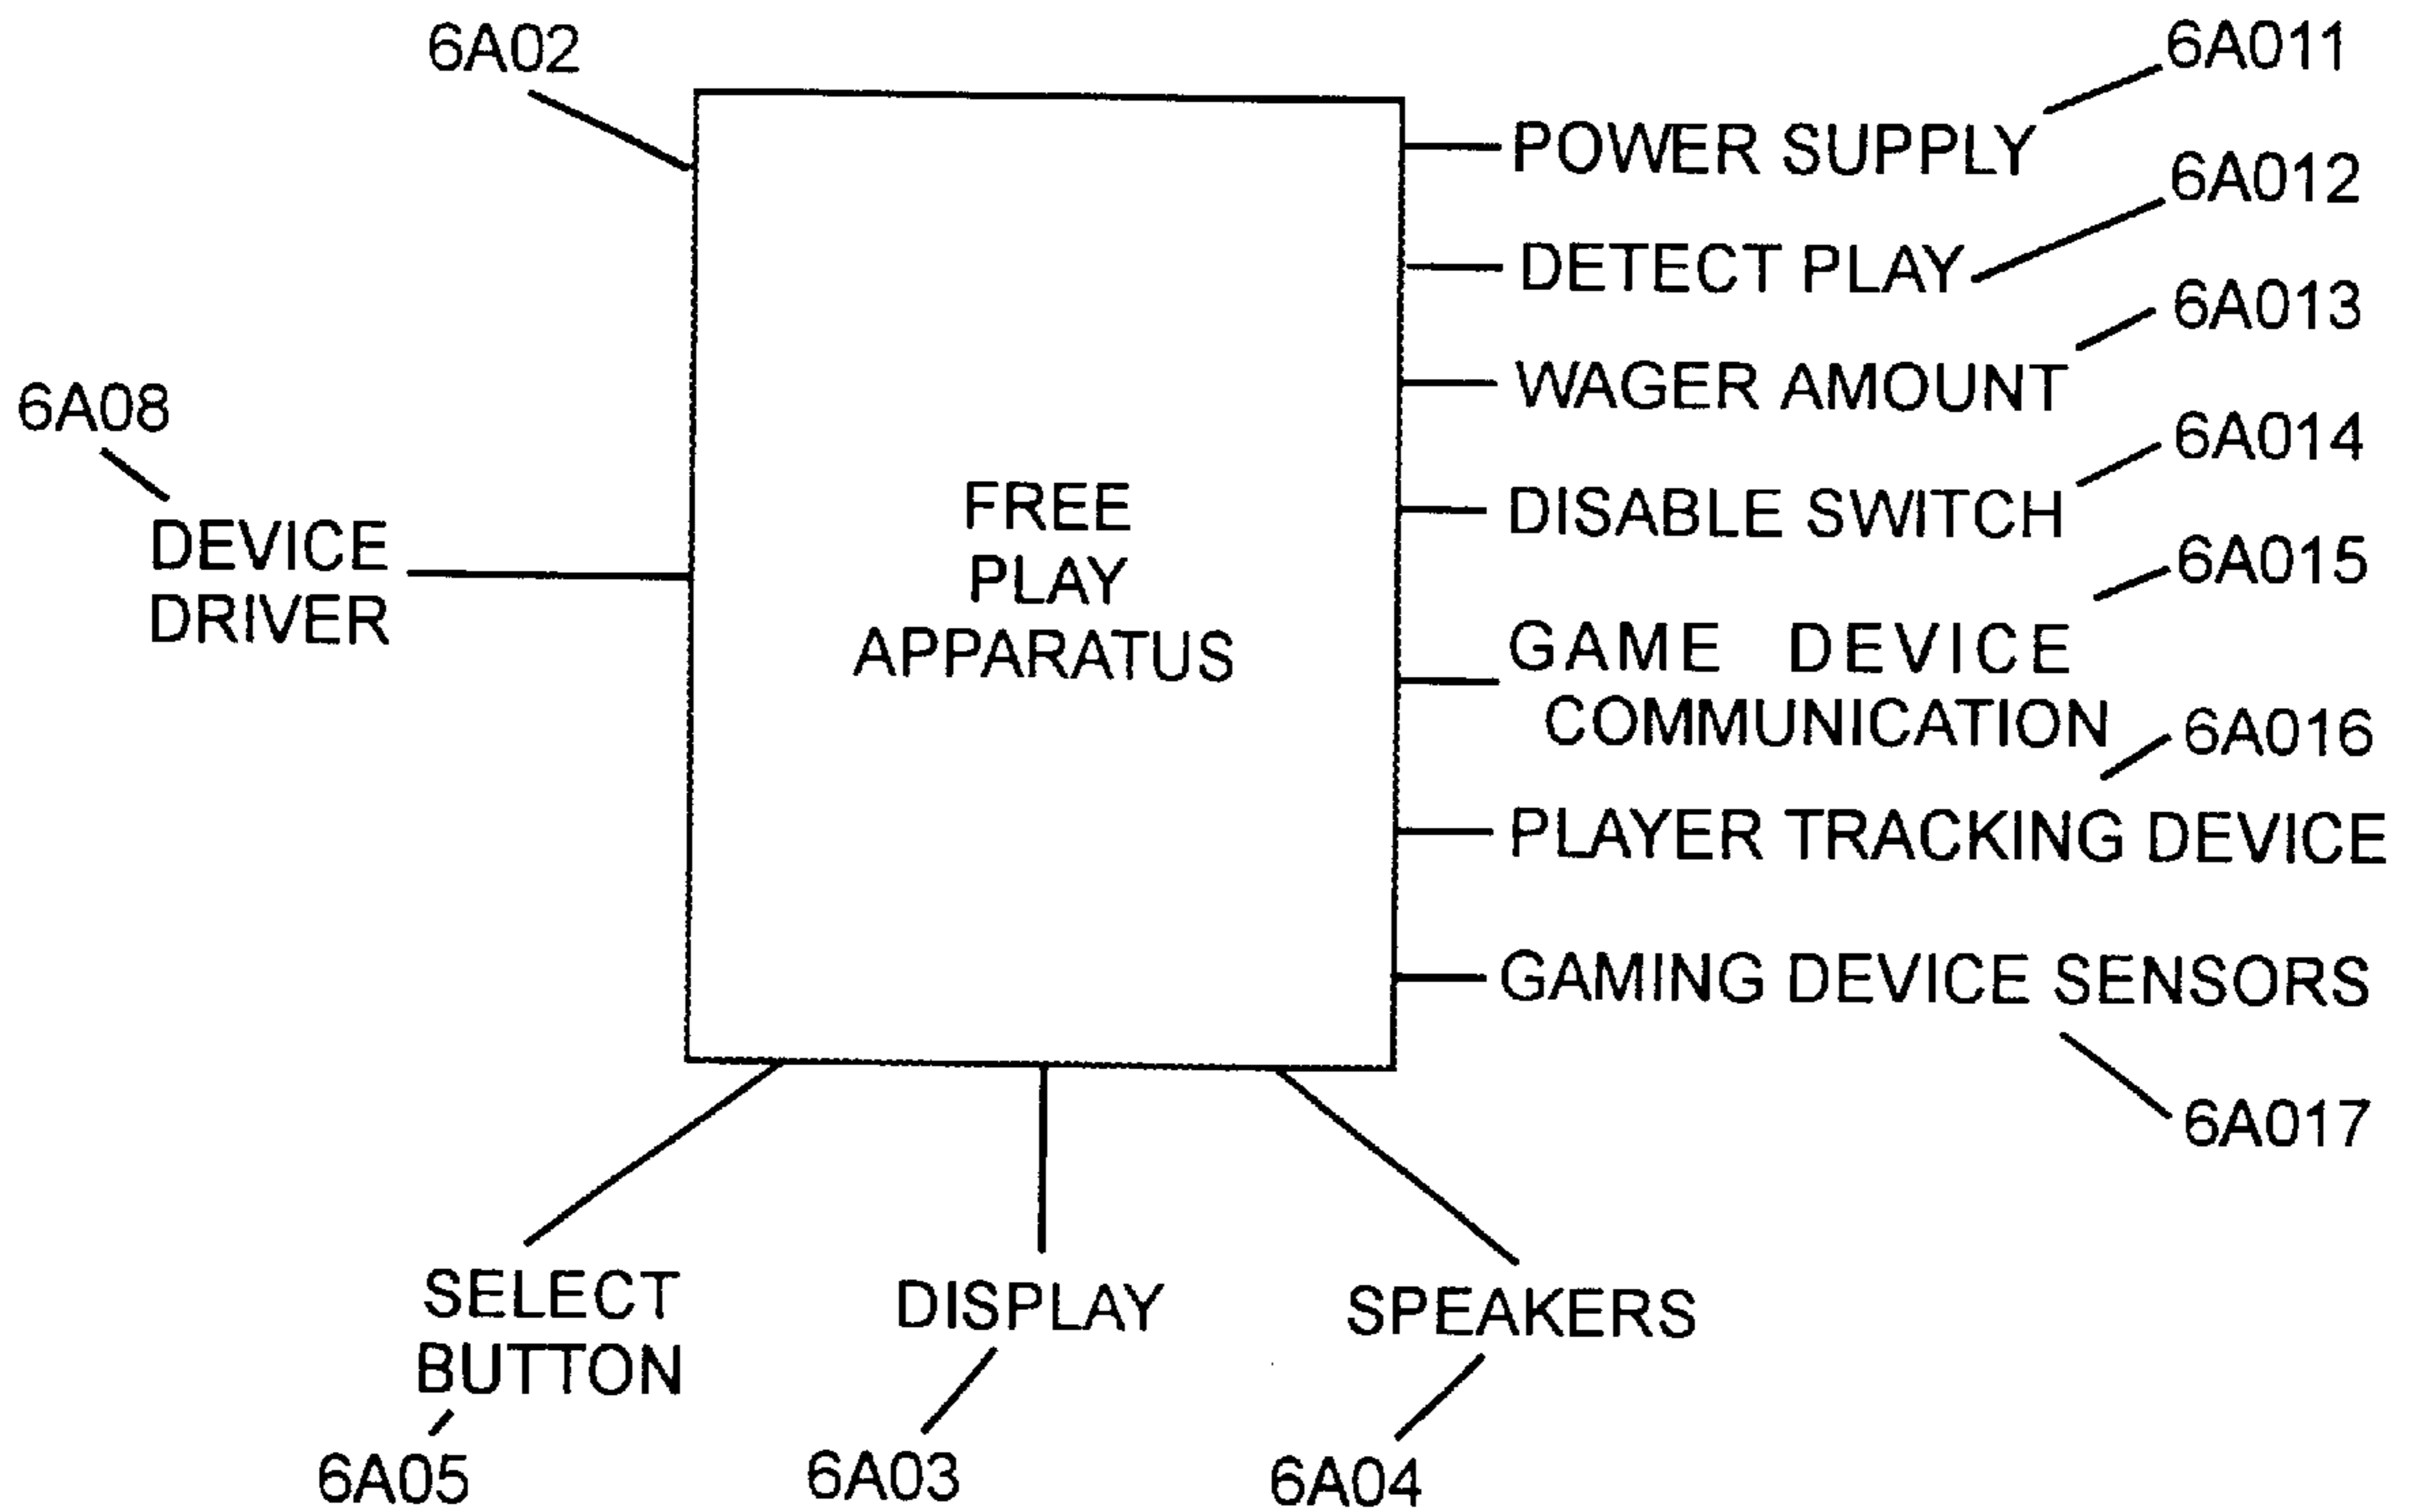 6A02
6A011
POWER SUPPLY
6A012
DETECT PLAY
6A013
WAGER AMOUNT
6A08
6A014
DISABLE SWITCH
DEVICE
DRIVER
FREE
PLAY
APPARATUS
6A015
GAME DEVICE
COMMUNICATION
6A016
PLAYER TRACKING DEVICE
GAMING DEVICE SENSORS
6A017
SELECT
BUTTON
6A05
DISPLAY
6A03
SPEAKERS
6A04